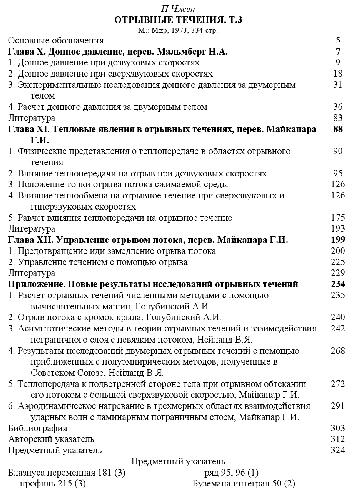 П Чжен
ОТРЫВНЫЕ ТЕЧЕНИЯ. Т.3
М.: Мир, 1973, 334 стр.
Основные обозначения 5
Глава X. Донное давление, перев. Мальмберг Н.А. 7
1 Донное давление при дозвуковых скоростях 9
2 Донное давление при сверхзвуковых скоростях 18
3 Экспериментальные исследования донного давления за двумерным 31
телом
4 Расчет донного давления за двумерным телом 36
Литература 83
Глава XI. Тепловые явления в отрывных течениях, перев. Майкапара 88
Г.И.
1 Физические представления о теплопередаче в областях отрывного 90
течения
2 Влияние теплопередачи на отрыв при дозвуковых скоростях 95
3 Положение точки отрыва потока сжимаемой среды 126
4 Влияние теплообмена на отрывное течение при сверхзвуковых и 126
гиперзвуковых скоростях
5 Расчет влияния теплопередачи на отрывное течение 175
Литература 193
Глава XII. Управление отрывом потока, перев. Майкапара Г.И. 199
1 Предотвращение или замедление отрыва потока 200
2 Управление течением с помощью отрыва 225
Литература 229
Приложение. Новые результаты исследований отрывных течений 234
1 Расчет отрывных течений численными методами с помощью 235
вычислительных машин, Голубинский А.И.
2 Отрыв потока с кромок крыла, Голубинский А.И. 240
3 Асимптотические методы в теории отрывных течений и взаимодействия 242
пограничного слоя с невязким потоком, Нейланд В.Я.
4 Результаты исследований двумерных отрывных течений с помощью 268
приближенных и полуэмпирических методов, полученные в
Советском Союзе, Нейланд В.Я.
5 Теплопередача к подветренной стороне тела при отрывном обтекании 272
его потоком с большой сверхзвуковой скоростью, Майкапар Г.И.
6 Аэродинамическое нагревание в трехмерных областях взаимодействия 291
ударных волн с ламинарным пограничным слоем, Майкапар Г.И.
Библиография 303
Авторский указатель 312
Предметный указатель 324
Предметный указатель
Блазиуса переменная 181 (3) ряд 95, 96 (1)
профиль 215 (3) Буземана интеграл 50 (2)